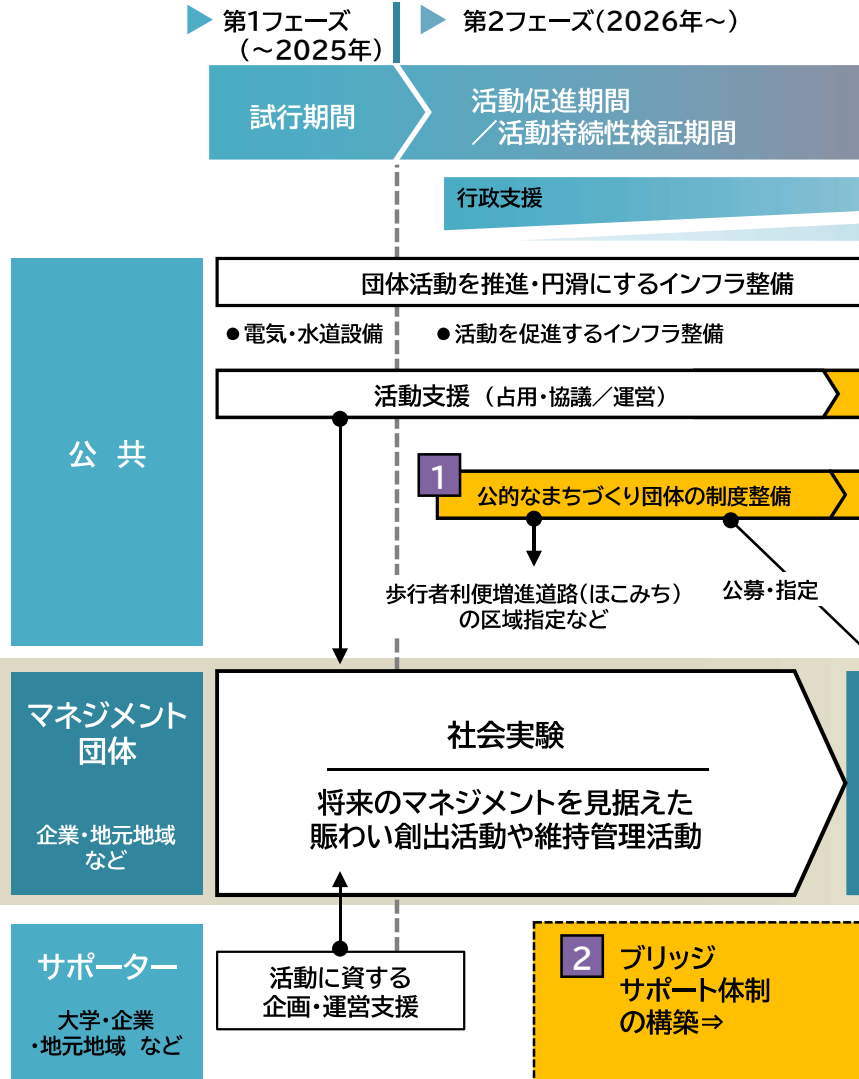 第1フェーズ
(～2025年)
第2フェーズ(2026年～)
試行期間
活動促進期間
／活動持続性検証期間
行政支援
公 共
団体活動を推進・円滑にするインフラ整備
●電気・水道設備
●活動を促進するインフラ整備
活動支援 (占用・協議／運営)
1
公的なまちづくり団体の制度整備
歩行者利便増進道路(ほこみち)
の区域指定など
公募・指定
マネジメント
団体
企業・地元地域
など
社会実験
将来のマネジメントを見据えた
賑わい創出活動や維持管理活動
サポーター
大学・企業
・地元地域 など
活動に資する
企画・運営支援
2
ブリッジ
サポート体制
の構築⇒